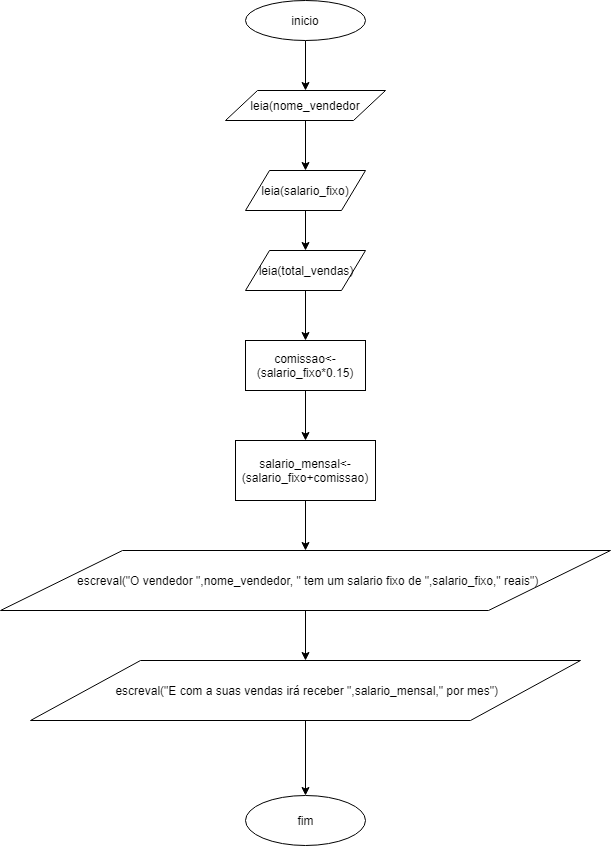 inicio
leia(nome_vendedor
leia(salario_fixo)
leia(total_vendas)
comissao<-
(salario_fixo*0.15)
salario_mensal<-
(salario_fixo+comissao)
escreval("O vendedor ",nome_vendedor, " tem um salario fixo de ",salario_fixo," reais")
escreval("E com a suas vendas irá receber ",salario_mensal," por mes")
fim